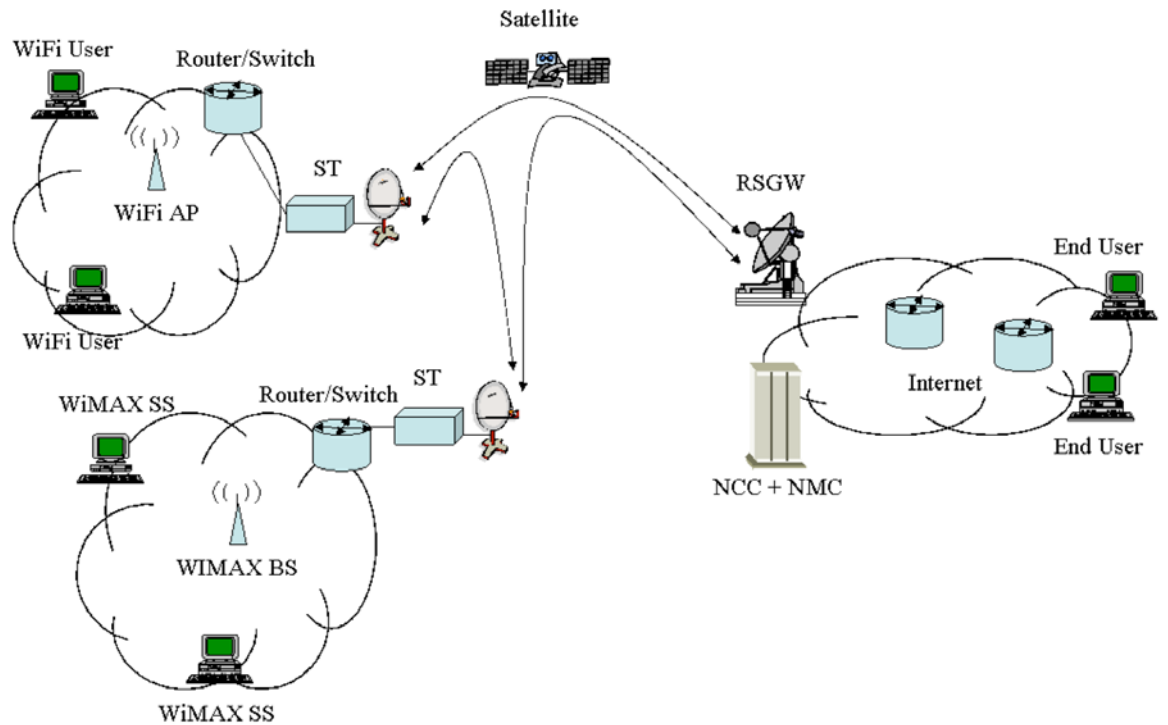 Satellite
WiFi User
Router/Switch
ST
WiFi AP
RSGW
WiFi User
End User
Internet
End User
NCC + NMC
ST
Router/Switch
WiMAX SS
WIMAX BS
WiMAX SS